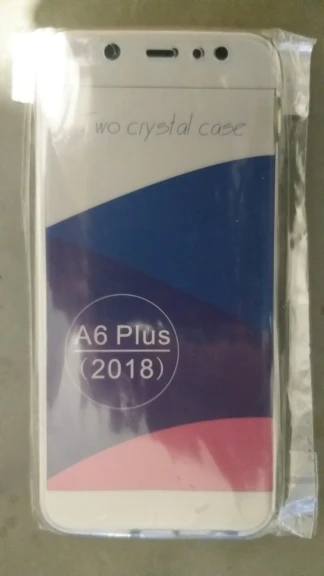 Two crystal case
A6 Plus
(2018)